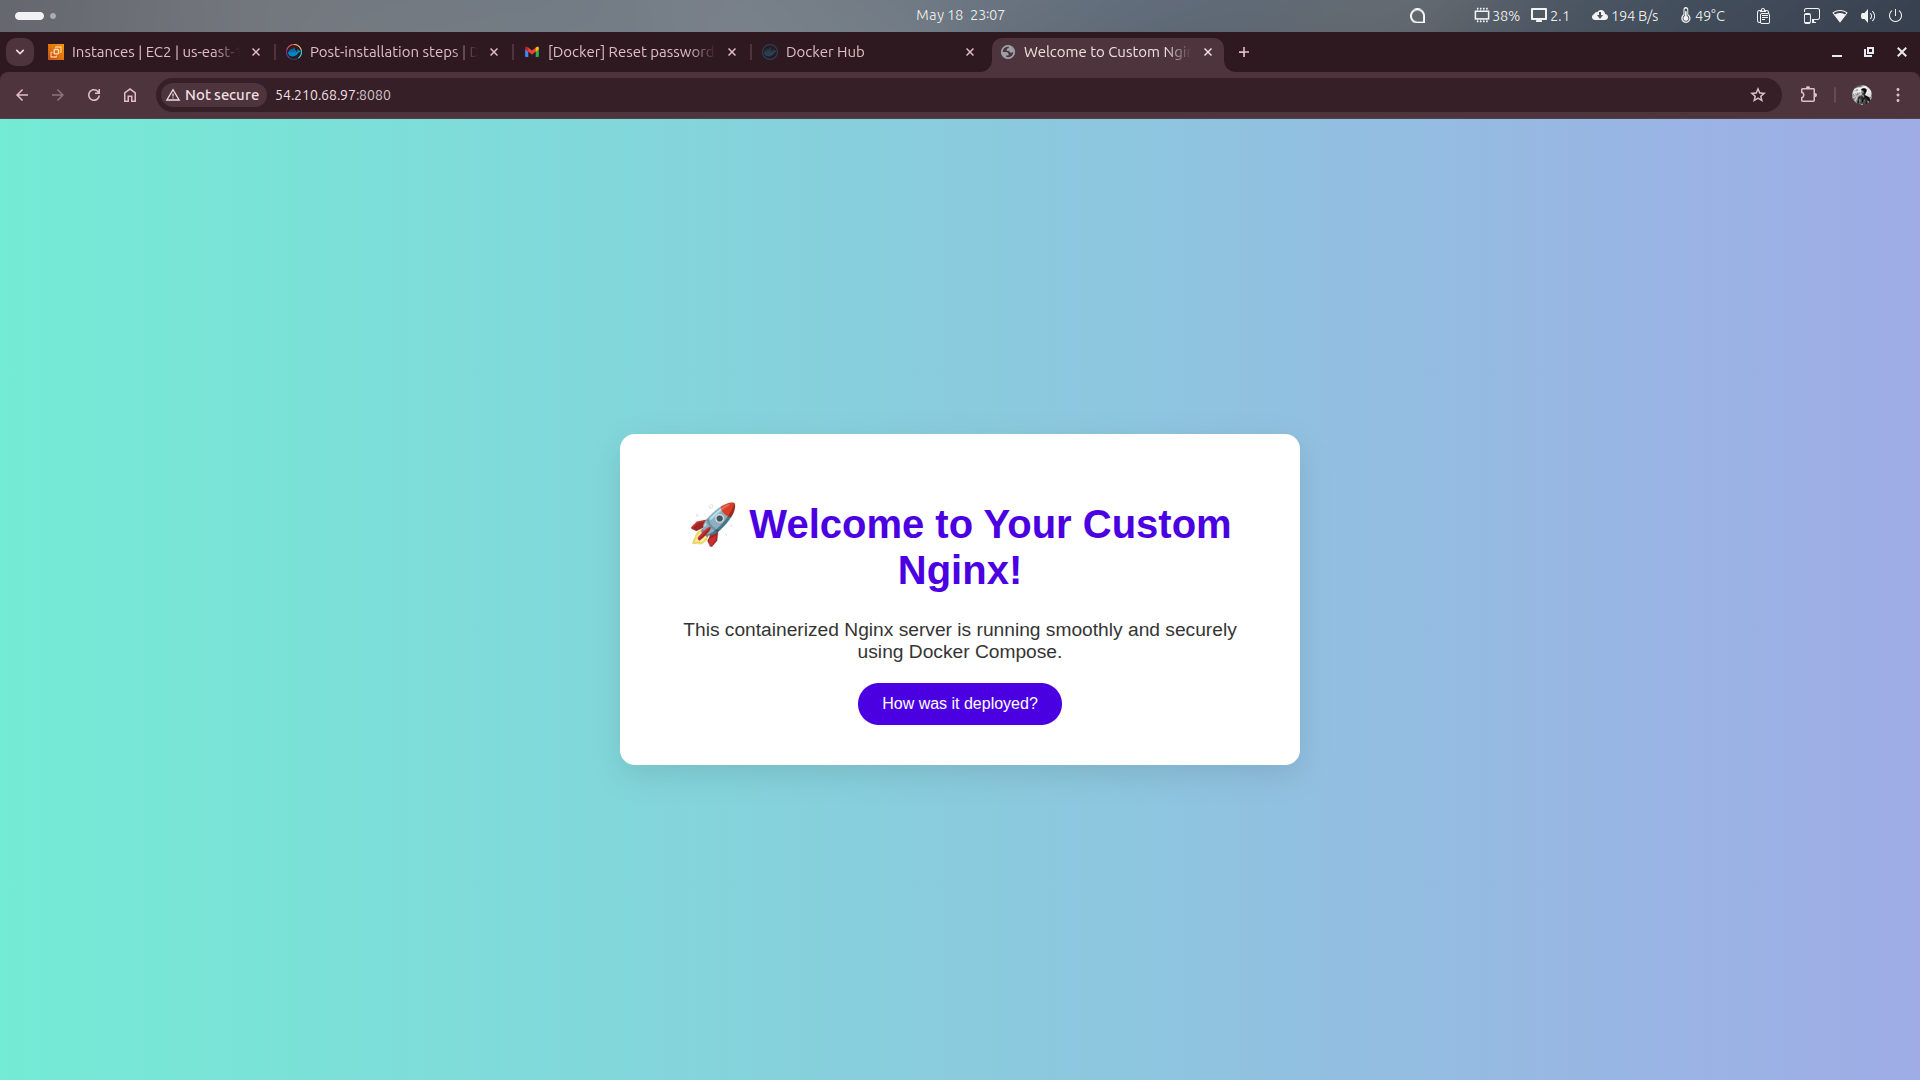 May 18 23:07
38% 2.1 194 B/s 49°C
Instances | EC2 | us-east-
Post-installation steps |
[Docker] Reset password
Docker Hub
Welcome to Custom Ngi
Not secure 54.210.68.97:8080
🚀 Welcome to Your Custom
Nginx!
This containerized Nginx server is running smoothly and securely
using Docker Compose.
How was it deployed?